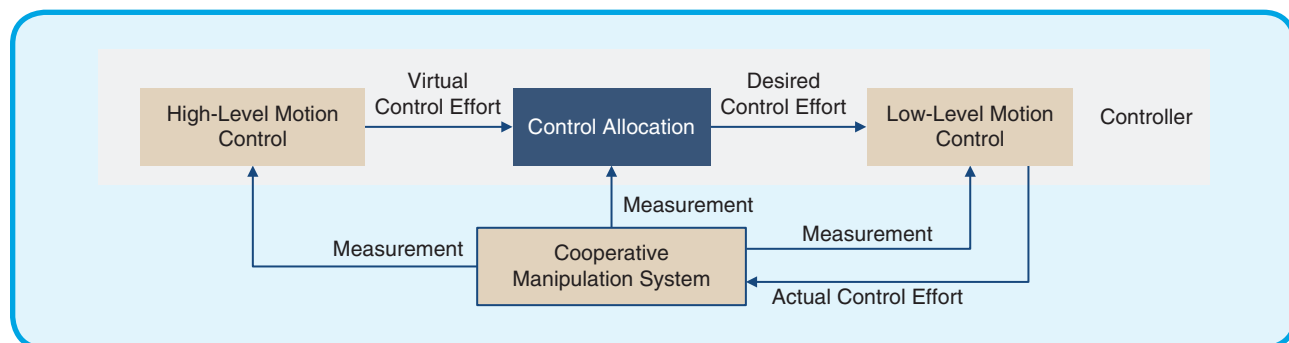 Virtual
Control Effort
Desired
Control Effort
High-Level Motion
Control
Control Allocation
Low-Level Motion
Control
Controller
Measurement
Measurement
Measurement
Cooperative
Manipulation System
Actual Control Effort